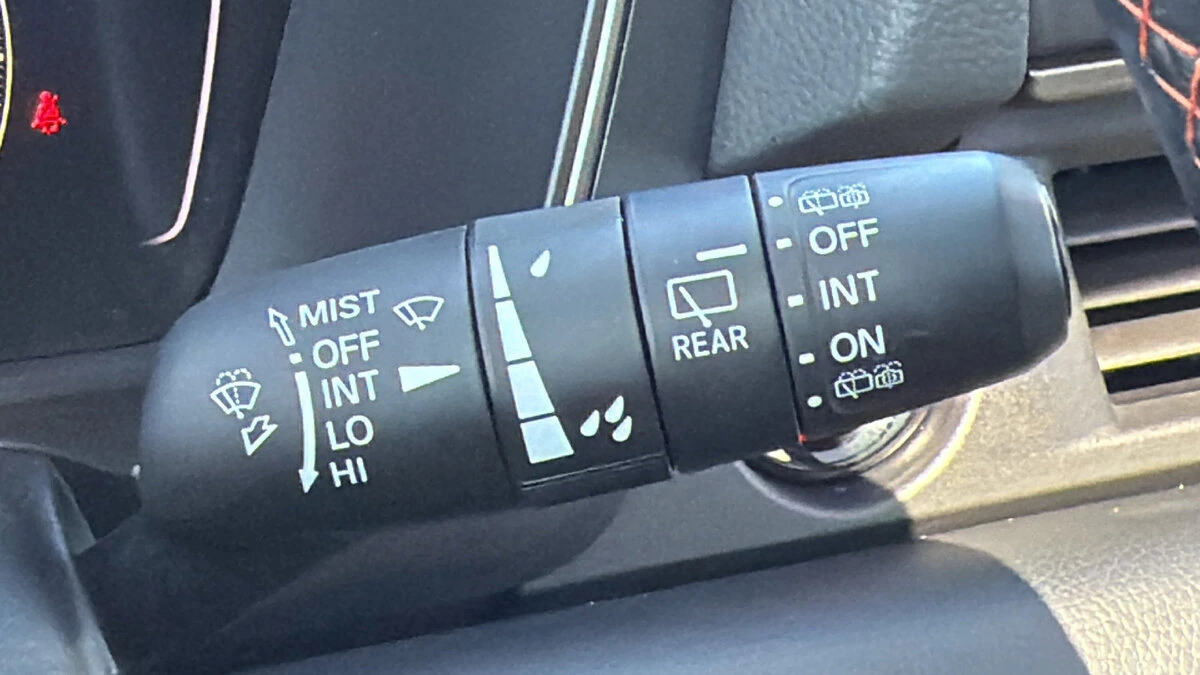 MIST
OFF
INT
LO
HI
REAR
OFF
INT
ON